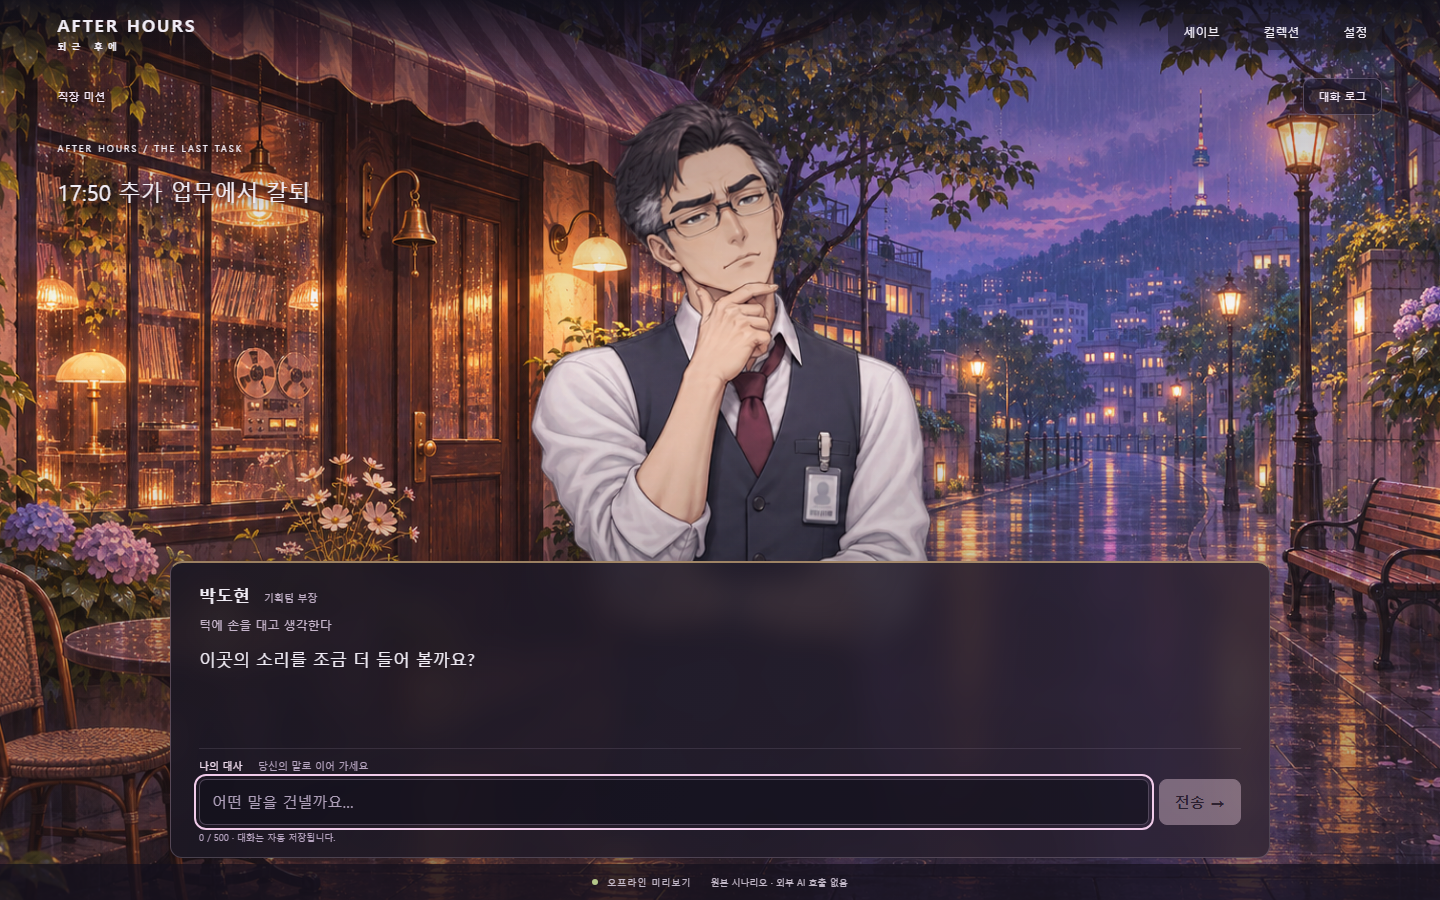 AFTER HOURS
퇴근 후에
세이브
컬렉션
설정
직장 미션
대화 로그
AFTER HOURS / THE LAST TASK
17:50 추가 업무에서 칼퇴
박도현 기획팀 부장
턱에 손을 대고 생각한다
이곳의 소리를 조금 더 들어 볼까요?
나의 대사 당신의 말로 이어 가세요
어떤 말을 건넬까요...
전송 →
0 / 500 · 대화는 자동 저장됩니다.
오프라인 미리보기 원본 시나리오 · 외부 AI 호출 없음